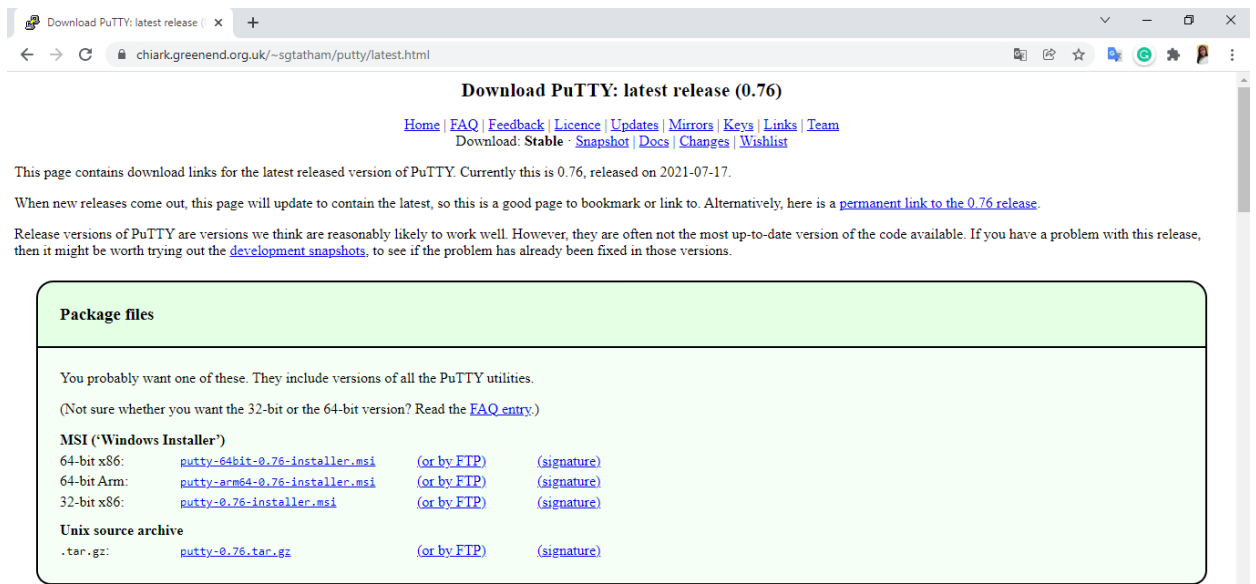 Download PuTTY: latest release (
chiark.greenend.org.uk/~sgtatham/putty/latest.html
Download PuTTY: latest release (0.76)
Home | FAQ | Feedback | Licence | Updates | Mirrors | Keys | Links | Team
Download: Stable · Snapshot | Docs | Changes | Wishlist
This page contains download links for the latest released version of PuTTY. Currently this is 0.76, released on 2021-07-17.
When new releases come out, this page will update to contain the latest, so this is a good page to bookmark or link to. Alternatively, here is a permanent link to the 0.76 release.
Release versions of PuTTY are versions we think are reasonably likely to work well. However, they are often not the most up-to-date version of the code available. If you have a problem with this release,
then it might be worth trying out the development snapshots, to see if the problem has already been fixed in those versions.
Package files
You probably want one of these. They include versions of all the PuTTY utilities.
(Not sure whether you want the 32-bit or the 64-bit version? Read the FAQ entry.)
MSI (‘Windows Installer’)
64-bit x86: putty-64bit-0.76-installer.msi (or by FTP) (signature)
64-bit Arm: putty-arm64-0.76-installer.msi (or by FTP) (signature)
32-bit x86: putty-0.76-installer.msi (or by FTP) (signature)
Unix source archive
.tar.gz: putty-0.76.tar.gz (or by FTP) (signature)